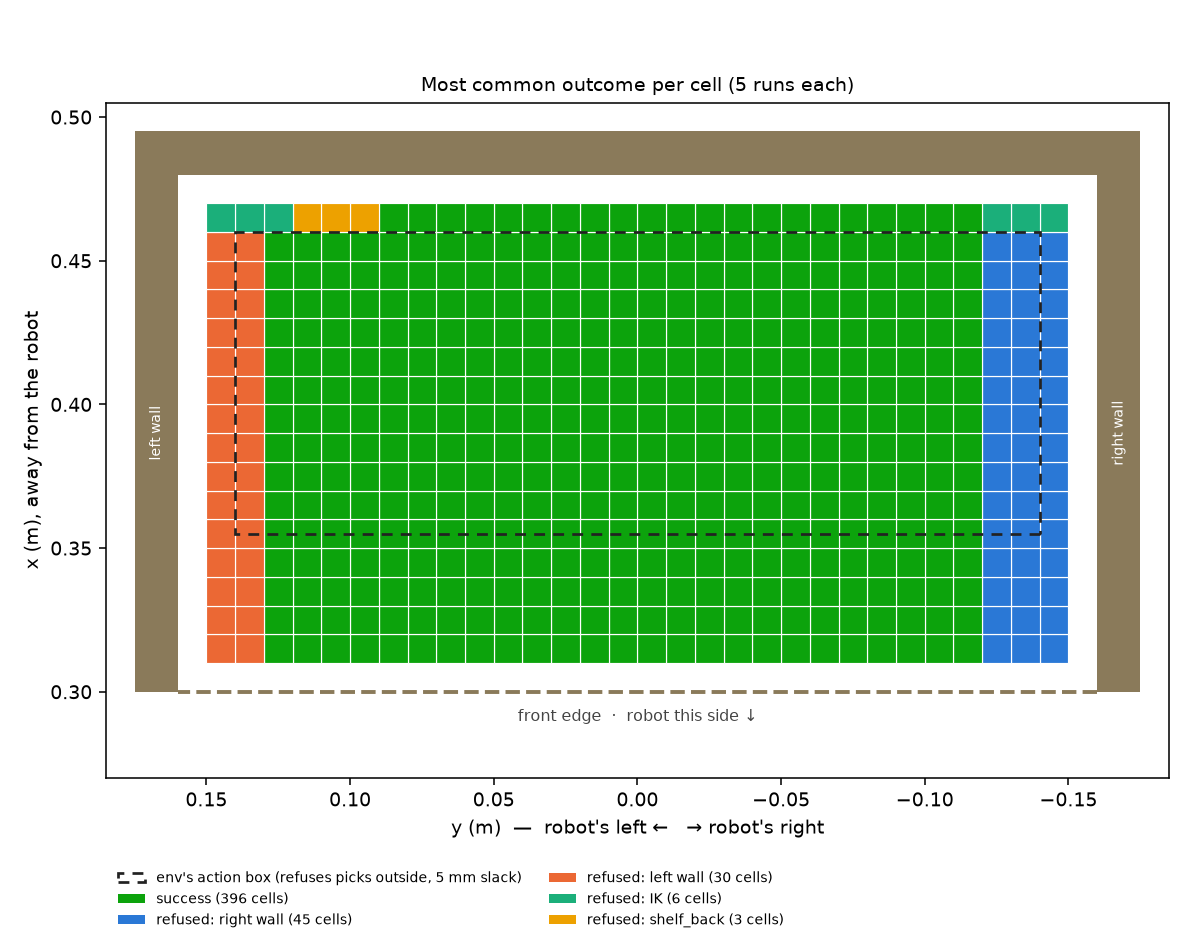 Most common outcome per cell (5 runs each)
0.50
0.45
0.40
0.35
0.30
x (m), away from the robot
left wall
right wall
front edge · robot this side ↓
0.15 0.10 0.05 0.00 −0.05 −0.10 −0.15
y (m) — robot's left ← → robot's right
env's action box (refuses picks outside, 5 mm slack)
success (396 cells)
refused: right wall (45 cells)
refused: left wall (30 cells)
refused: IK (6 cells)
refused: shelf_back (3 cells)